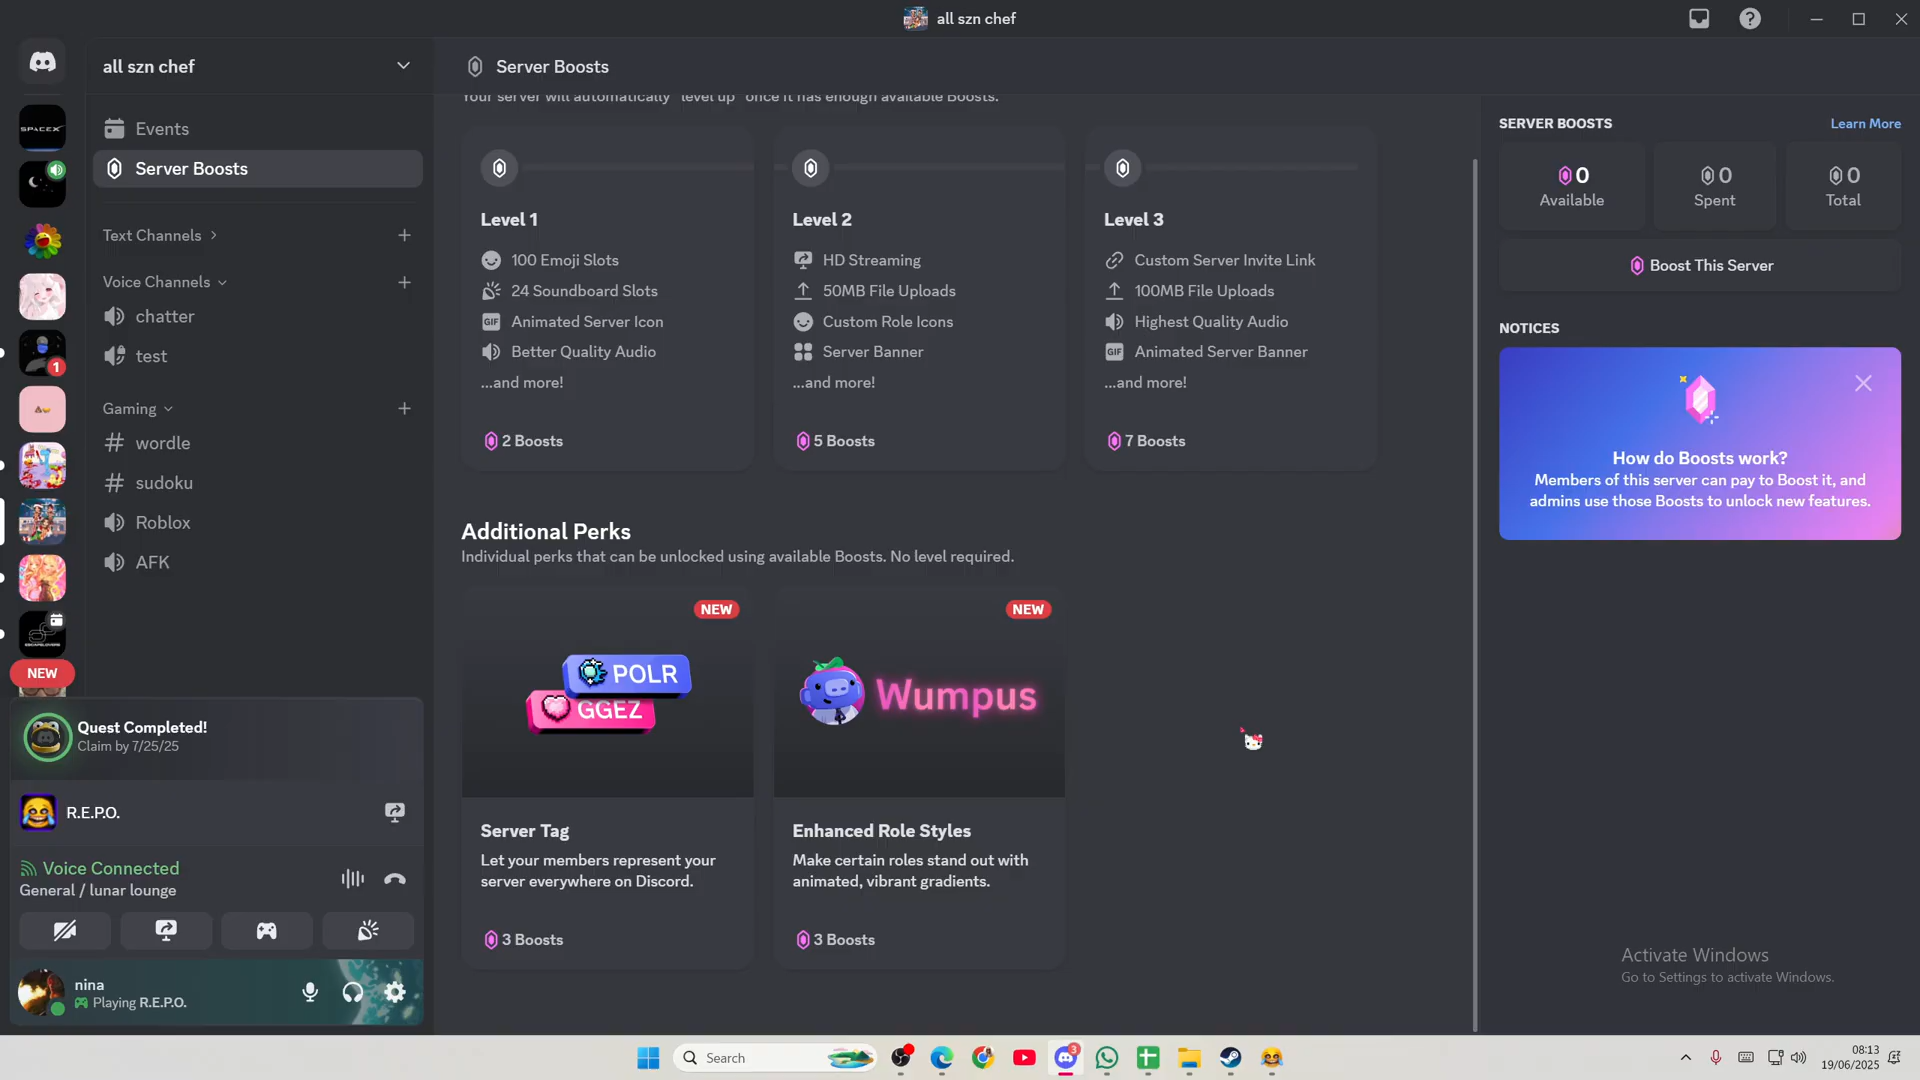 all szn chef
all szn chef
Events
Server Boosts
Text Channels
Voice Channels
chatter
test
Gaming
wordle
sudoku
Roblox
AFK
SPACEX
1
NEW
Quest Completed!
Claim by 7/25/25
R.E.P.O.
Voice Connected
General / lunar lounge
nina
Playing R.E.P.O.
Server Boosts
Your server will automatically "level up" once it has enough available Boosts.
Level 1
100 Emoji Slots
24 Soundboard Slots
GIF Animated Server Icon
Better Quality Audio
...and more!
2 Boosts
Level 2
HD Streaming
50MB File Uploads
Custom Role Icons
Server Banner
...and more!
5 Boosts
Level 3
Custom Server Invite Link
100MB File Uploads
Highest Quality Audio
GIF Animated Server Banner
...and more!
7 Boosts
Additional Perks
Individual perks that can be unlocked using available Boosts. No level required.
NEW
POLR
GGEZ
Server Tag
Let your members represent your
server everywhere on Discord.
3 Boosts
NEW
Wumpus
Enhanced Role Styles
Make certain roles stand out with
animated, vibrant gradients.
3 Boosts
SERVER BOOSTS
Learn More
0
Available
0
Spent
0
Total
Boost This Server
NOTICES
How do Boosts work?
Members of this server can pay to Boost it, and
admins use those Boosts to unlock new features.
Activate Windows
Go to Settings to activate Windows.
Search
3
08:13
19/06/2025